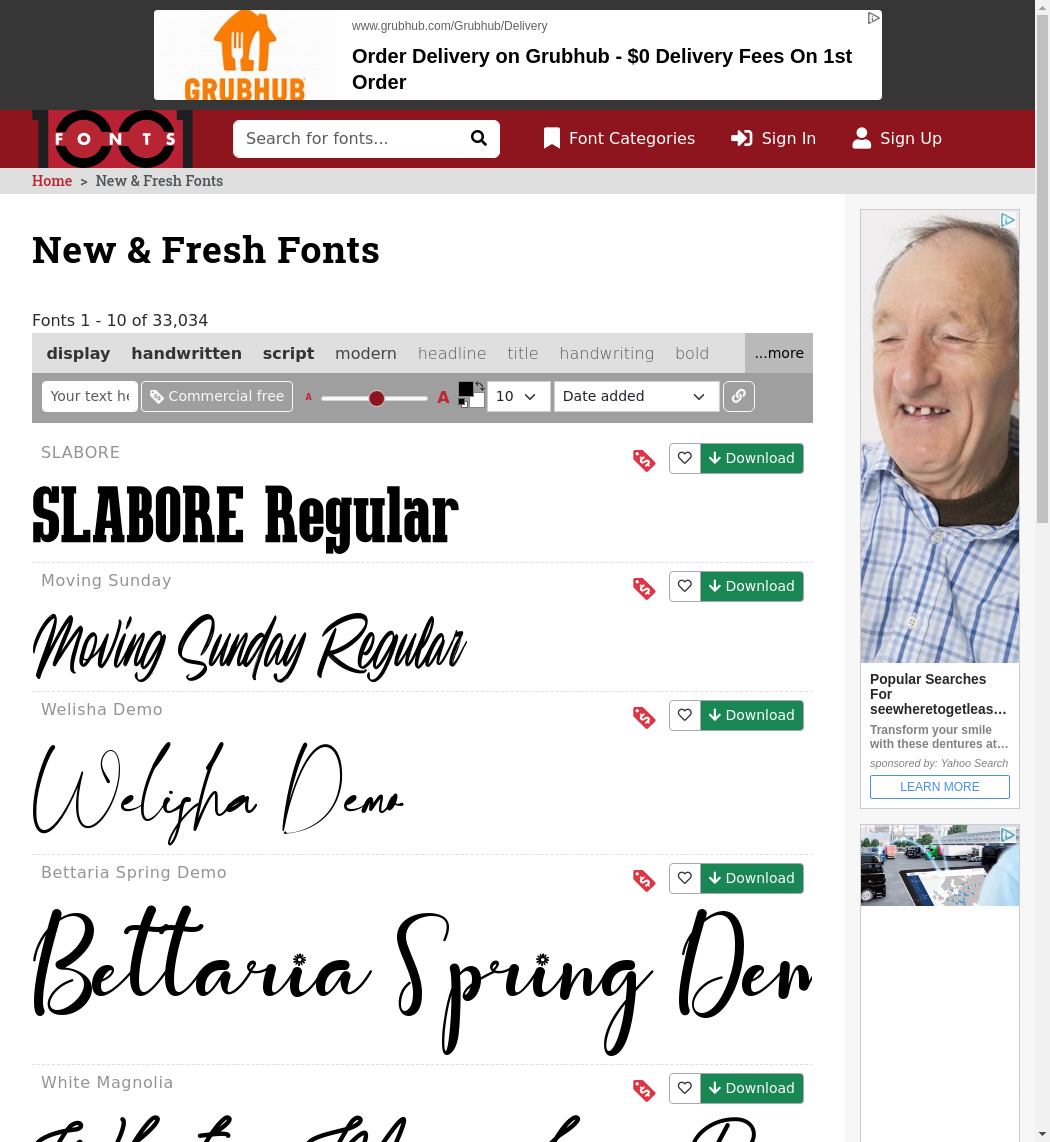 www.grubhub.com/Grubhub/Delivery
Order Delivery on Grubhub - $0 Delivery Fees On 1st
Order
GRUBHUB
FONTS
Search for fonts...
Font Categories
Sign In
Sign Up
Home > New & Fresh Fonts
New & Fresh Fonts
Fonts 1 - 10 of 33,034
display handwritten script modern headline title handwriting bold ...more
Your text he Commercial free A A 10 Date added
SLABORE
Download
SLABORE Regular
Moving Sunday
Download
Moving Sunday Regular
Welisha Demo
Download
Welisha Demo
Bettaria Spring Demo
Download
Bettaria Spring Dem
White Magnolia
Download
Popular Searches
For
seewheretogetleas...
Transform your smile
with these dentures at...
sponsored by: Yahoo Search
LEARN MORE